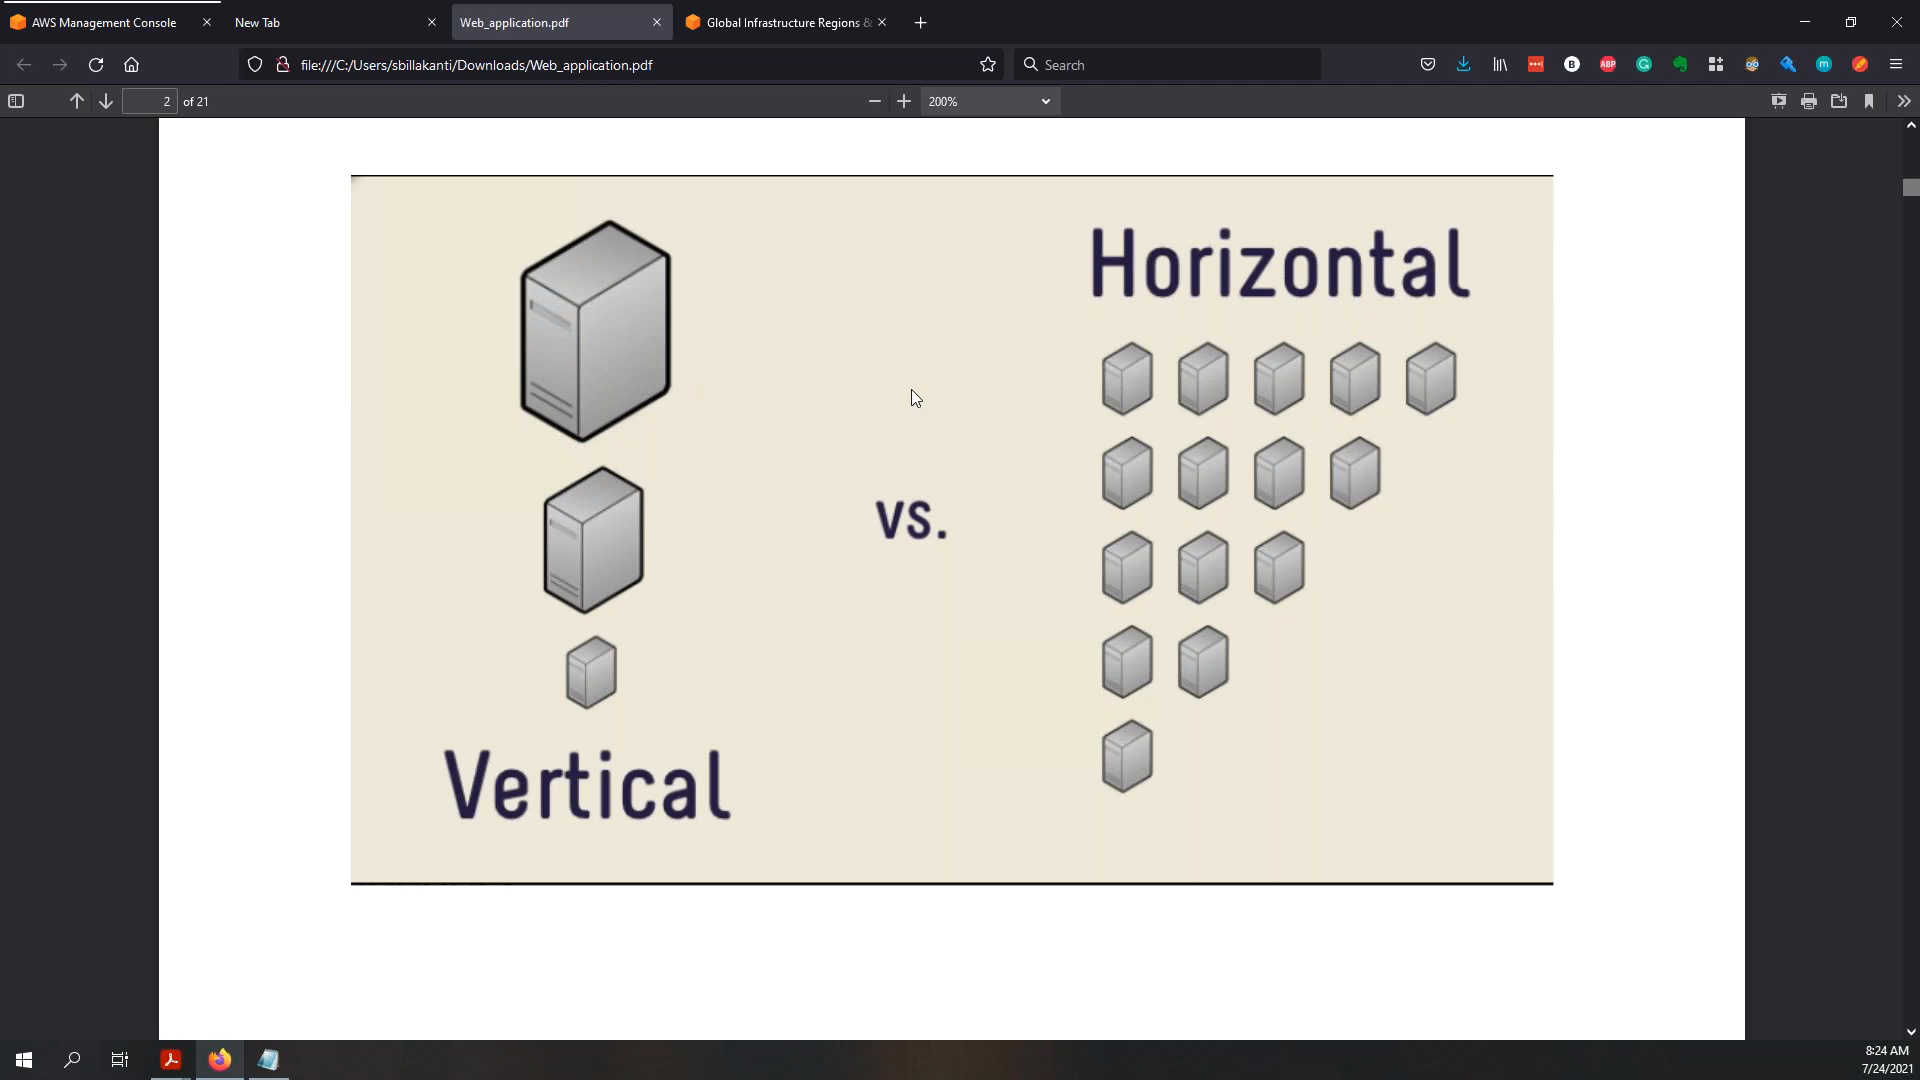 AWS Management Console
New Tab
Web_application.pdf
Global Infrastructure Regions &
file:///C:/Users/sbillakanti/Downloads/Web_application.pdf
Search
2 of 21
200%
Horizontal
vs.
Vertical
8:24 AM
7/24/2021